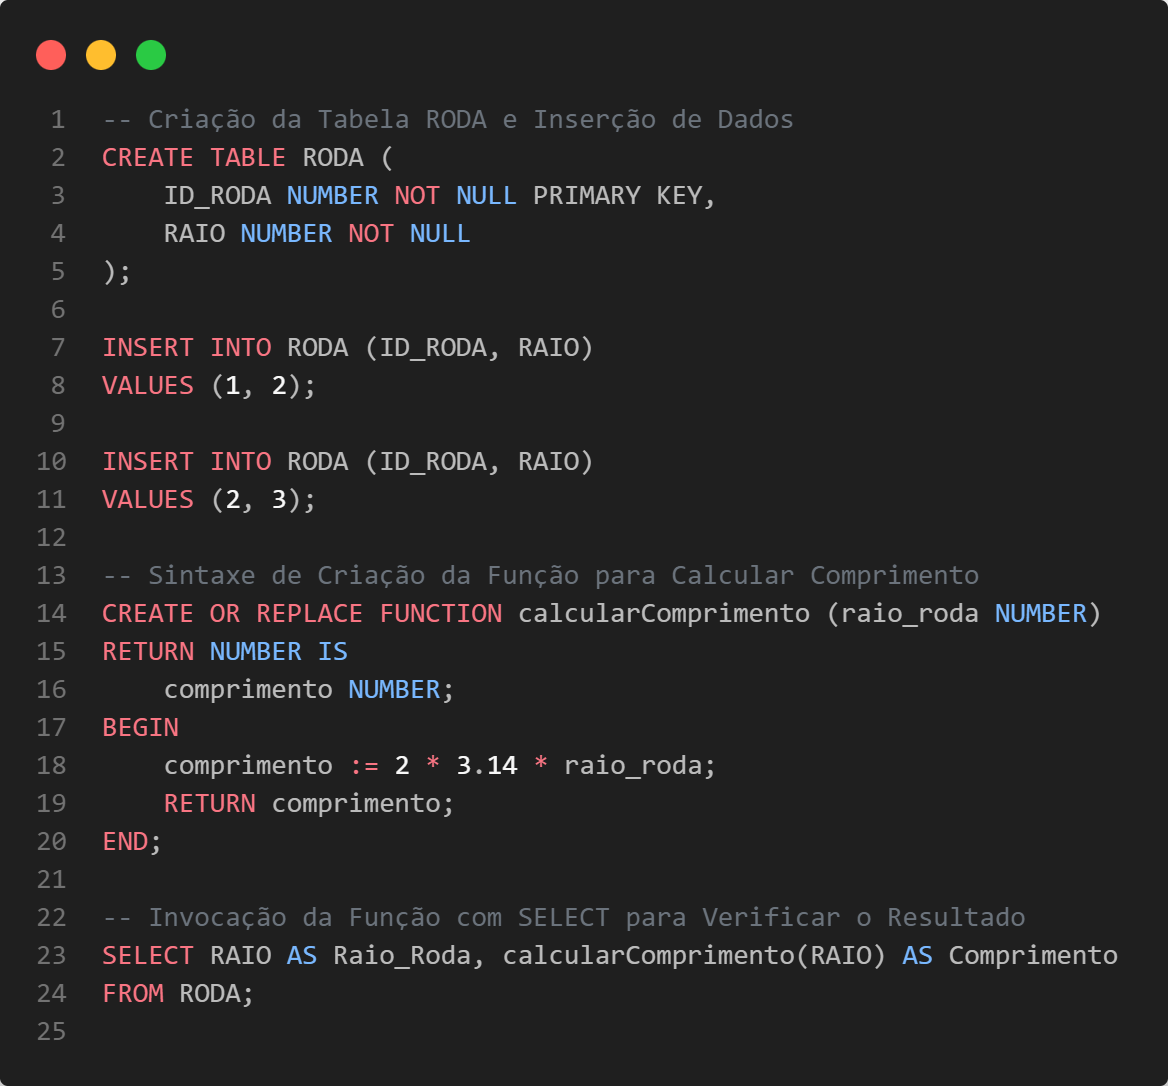 1 -- Criação da Tabela RODA e Inserção de Dados
2 CREATE TABLE RODA (
3     ID_RODA NUMBER NOT NULL PRIMARY KEY,
4     RAIO NUMBER NOT NULL
5 );
6
7 INSERT INTO RODA (ID_RODA, RAIO)
8 VALUES (1, 2);
9
10 INSERT INTO RODA (ID_RODA, RAIO)
11 VALUES (2, 3);
12
13 -- Sintaxe de Criação da Função para Calcular Comprimento
14 CREATE OR REPLACE FUNCTION calcularComprimento (raio_roda NUMBER)
15 RETURN NUMBER IS
16     comprimento NUMBER;
17 BEGIN
18     comprimento := 2 * 3.14 * raio_roda;
19     RETURN comprimento;
20 END;
21
22 -- Invocação da Função com SELECT para Verificar o Resultado
23 SELECT RAIO AS Raio_Roda, calcularComprimento(RAIO) AS Comprimento
24 FROM RODA;
25